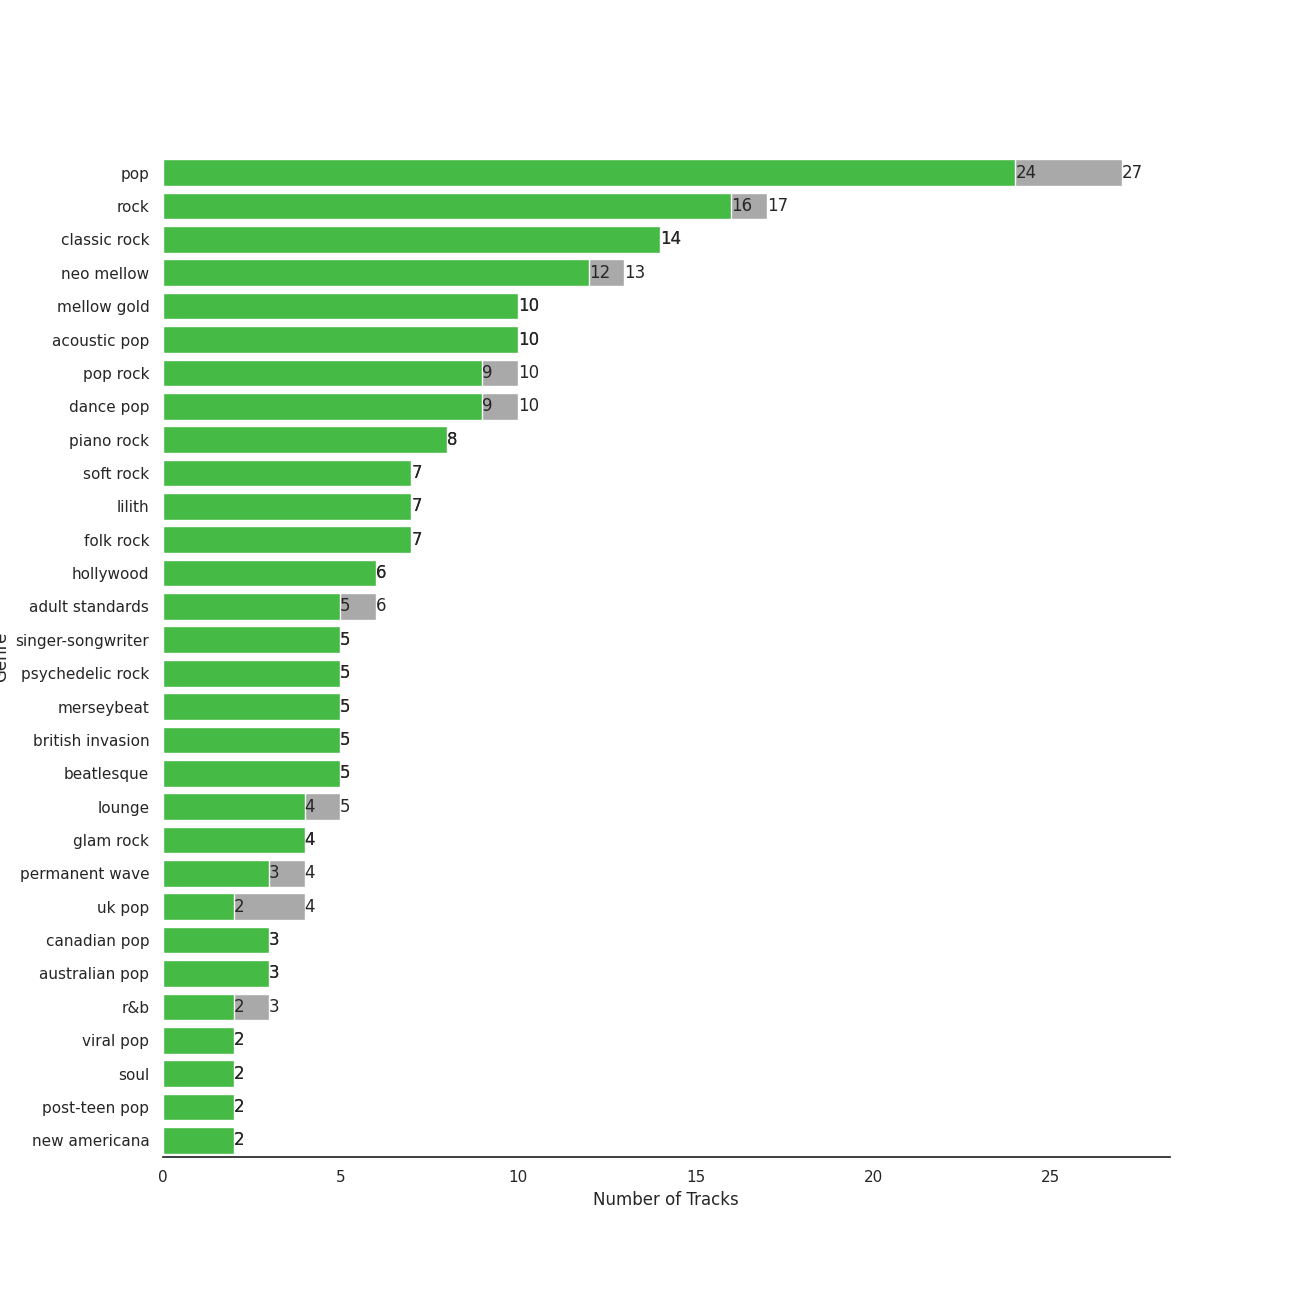 pop 24 27
rock 16 17
classic rock 14
neo mellow 12 13
mellow gold 10
acoustic pop 10
pop rock 9 10
dance pop 9 10
piano rock 8
soft rock 7
lilith 7
folk rock 7
hollywood 6
adult standards 5 6
singer-songwriter 5
psychedelic rock 5
merseybeat 5
british invasion 5
beatlesque 5
lounge 4 5
glam rock 4
permanent wave 3 4
uk pop 2 4
canadian pop 3
australian pop 3
r&b 2 3
viral pop 2
soul 2
post-teen pop 2
new americana 2
0 5 10 15 20 25
Number of Tracks
Genre